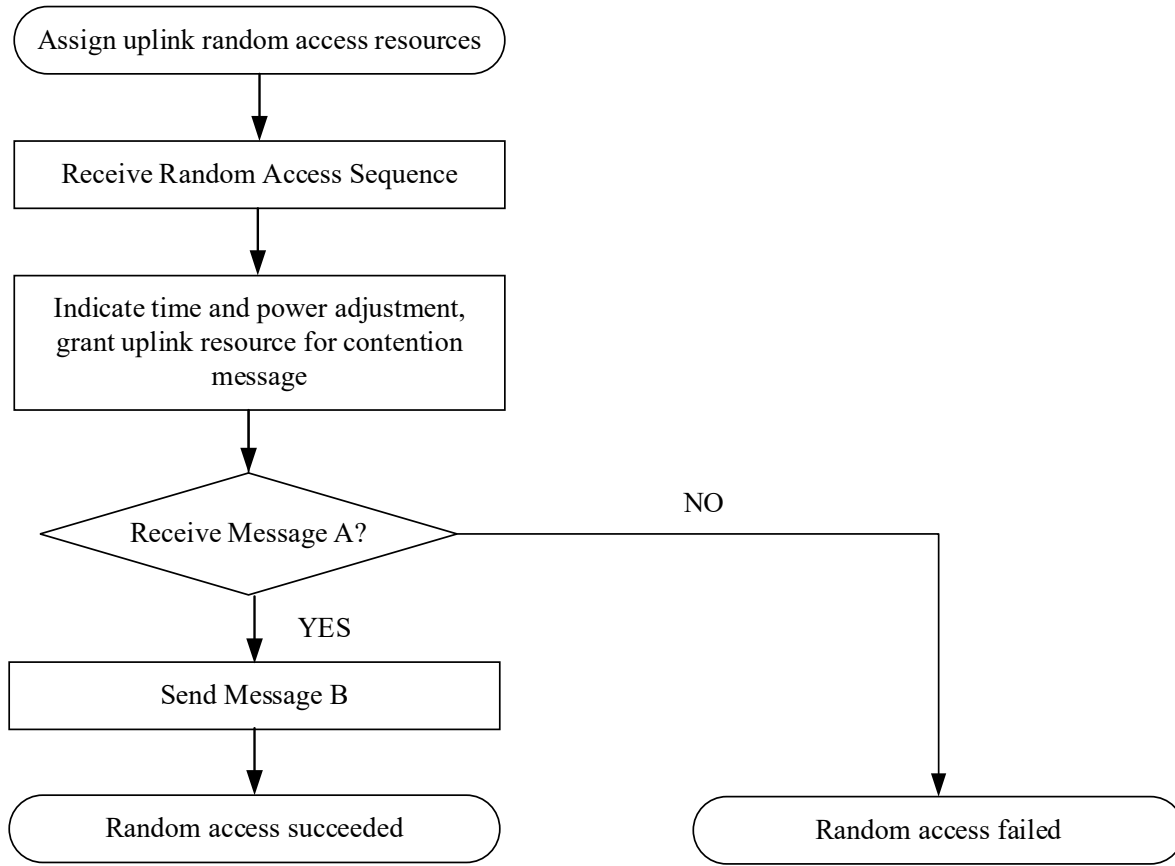 Assign uplink random access resources
Receive Random Access Sequence
Indicate time and power adjustment,
grant uplink resource for contention
message
Receive Message A?
NO
YES
Send Message B
Random access succeeded
Random access failed